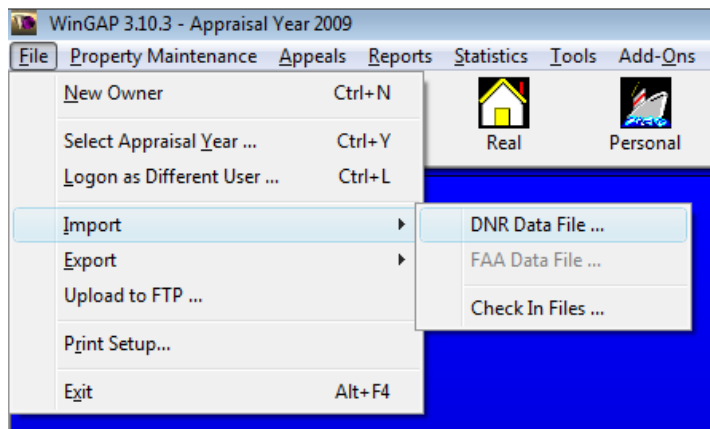 WinGAP 3.10.3 - Appraisal Year 2009
File Property Maintenance Appeals Reports Statistics Tools Add-Ons
New Owner Ctrl+N
Select Appraisal Year ... Ctrl+Y
Logon as Different User ... Ctrl+L
Import
Export
Upload to FTP ...
Print Setup...
Exit Alt+F4
Real Personal
DNR Data File ...
FAA Data File ...
Check In Files ...